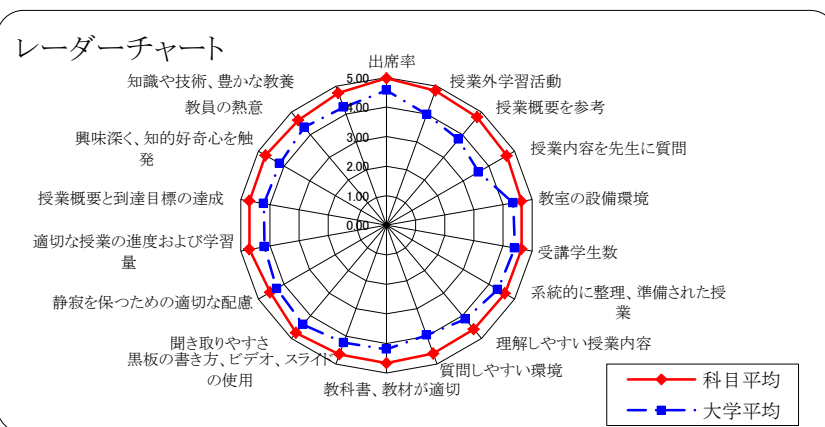 レーダーチャート
出席率
授業外学習活動
授業概要を参考
授業内容を先生に質問
教室の設備環境
受講学生数
系統的に整理、準備された授
業
理解しやすい授業内容
質問しやすい環境
教科書、教材が適切
黒板の書き方、ビデオ、スライド
の使用
聞き取りやすさ
静寂を保つための適切な配慮
適切な授業の進度および学習
量
授業概要と到達目標の達成
興味深く、知的好奇心を触
発
教員の熱意
知識や技術、豊かな教養
5.00
4.00
3.00
2.00
1.00
0.00
科目平均
大学平均